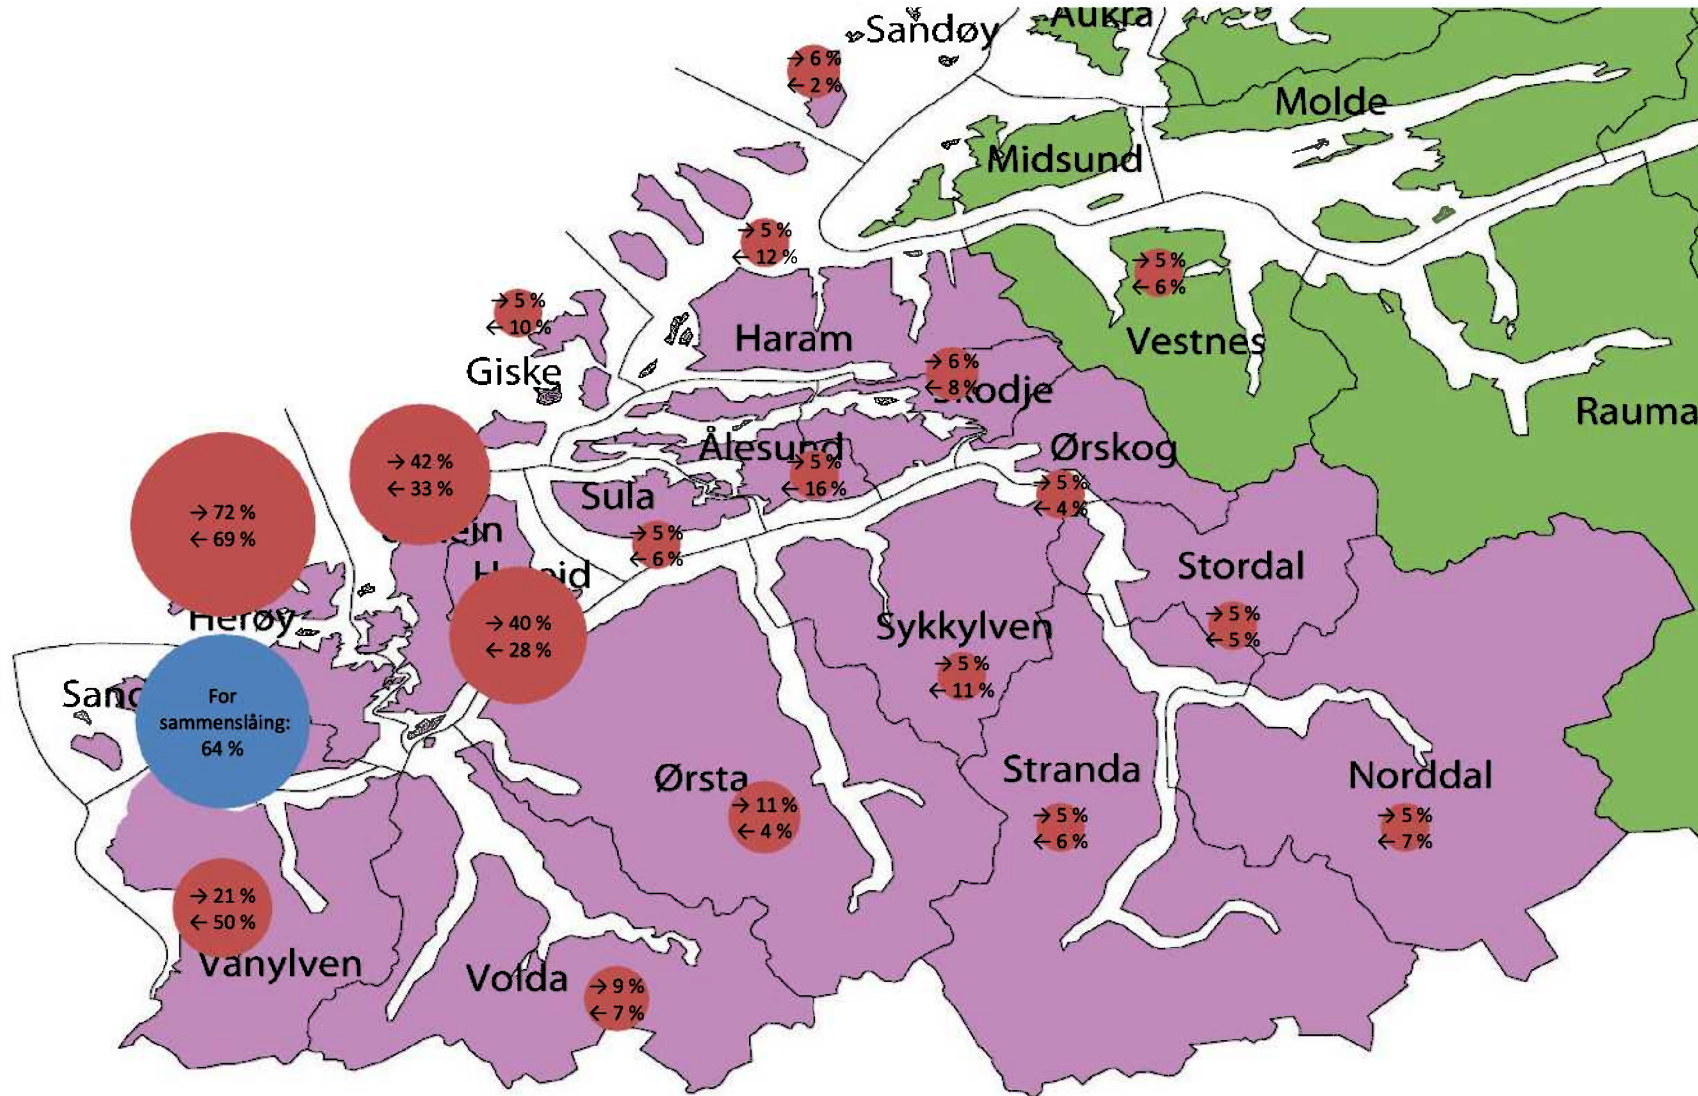 Aukra
Sandøy
→ 6 %
← 2 %
Molde
Midsund
→ 5 %
← 12 %
→ 5 %
← 6 %
→ 5 %
← 10 %
Haram
Vestnes
Giske
→ 6 %
← 8 %
Rauma
Ålesund
Ørskog
→ 42 %
← 33 %
→ 5 %
← 16 %
Sula
→ 5 %
← 4 %
→ 72 %
← 69 %
→ 5 %
← 6 %
Stordal
Herøy
→ 40 %
← 28 %
Sykkylven
→ 5 %
← 5 %
→ 5 %
← 11 %
For
sammenslåing:
64 %
Ørsta
Stranda
Norddal
→ 11 %
← 4 %
→ 5 %
← 6 %
→ 5 %
← 7 %
→ 21 %
← 50 %
Vanylven
Volda
→ 9 %
← 7 %